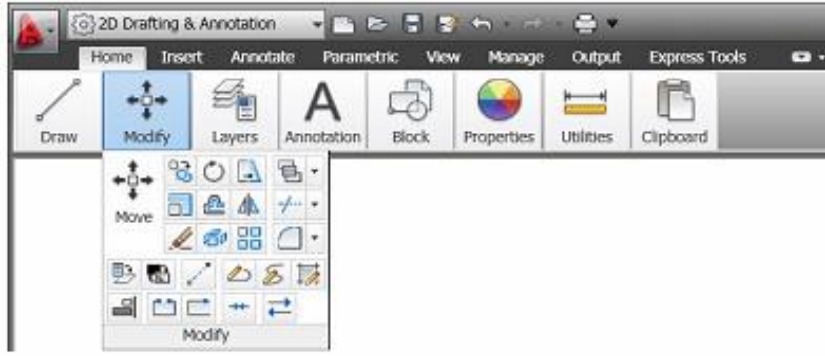 2D Drafting & Annotation
Home Insert Annotate Parametric View Manage Output Express Tools
Draw Modify Layers Annotation Block Properties Utilities Clipboard
Move
Modify